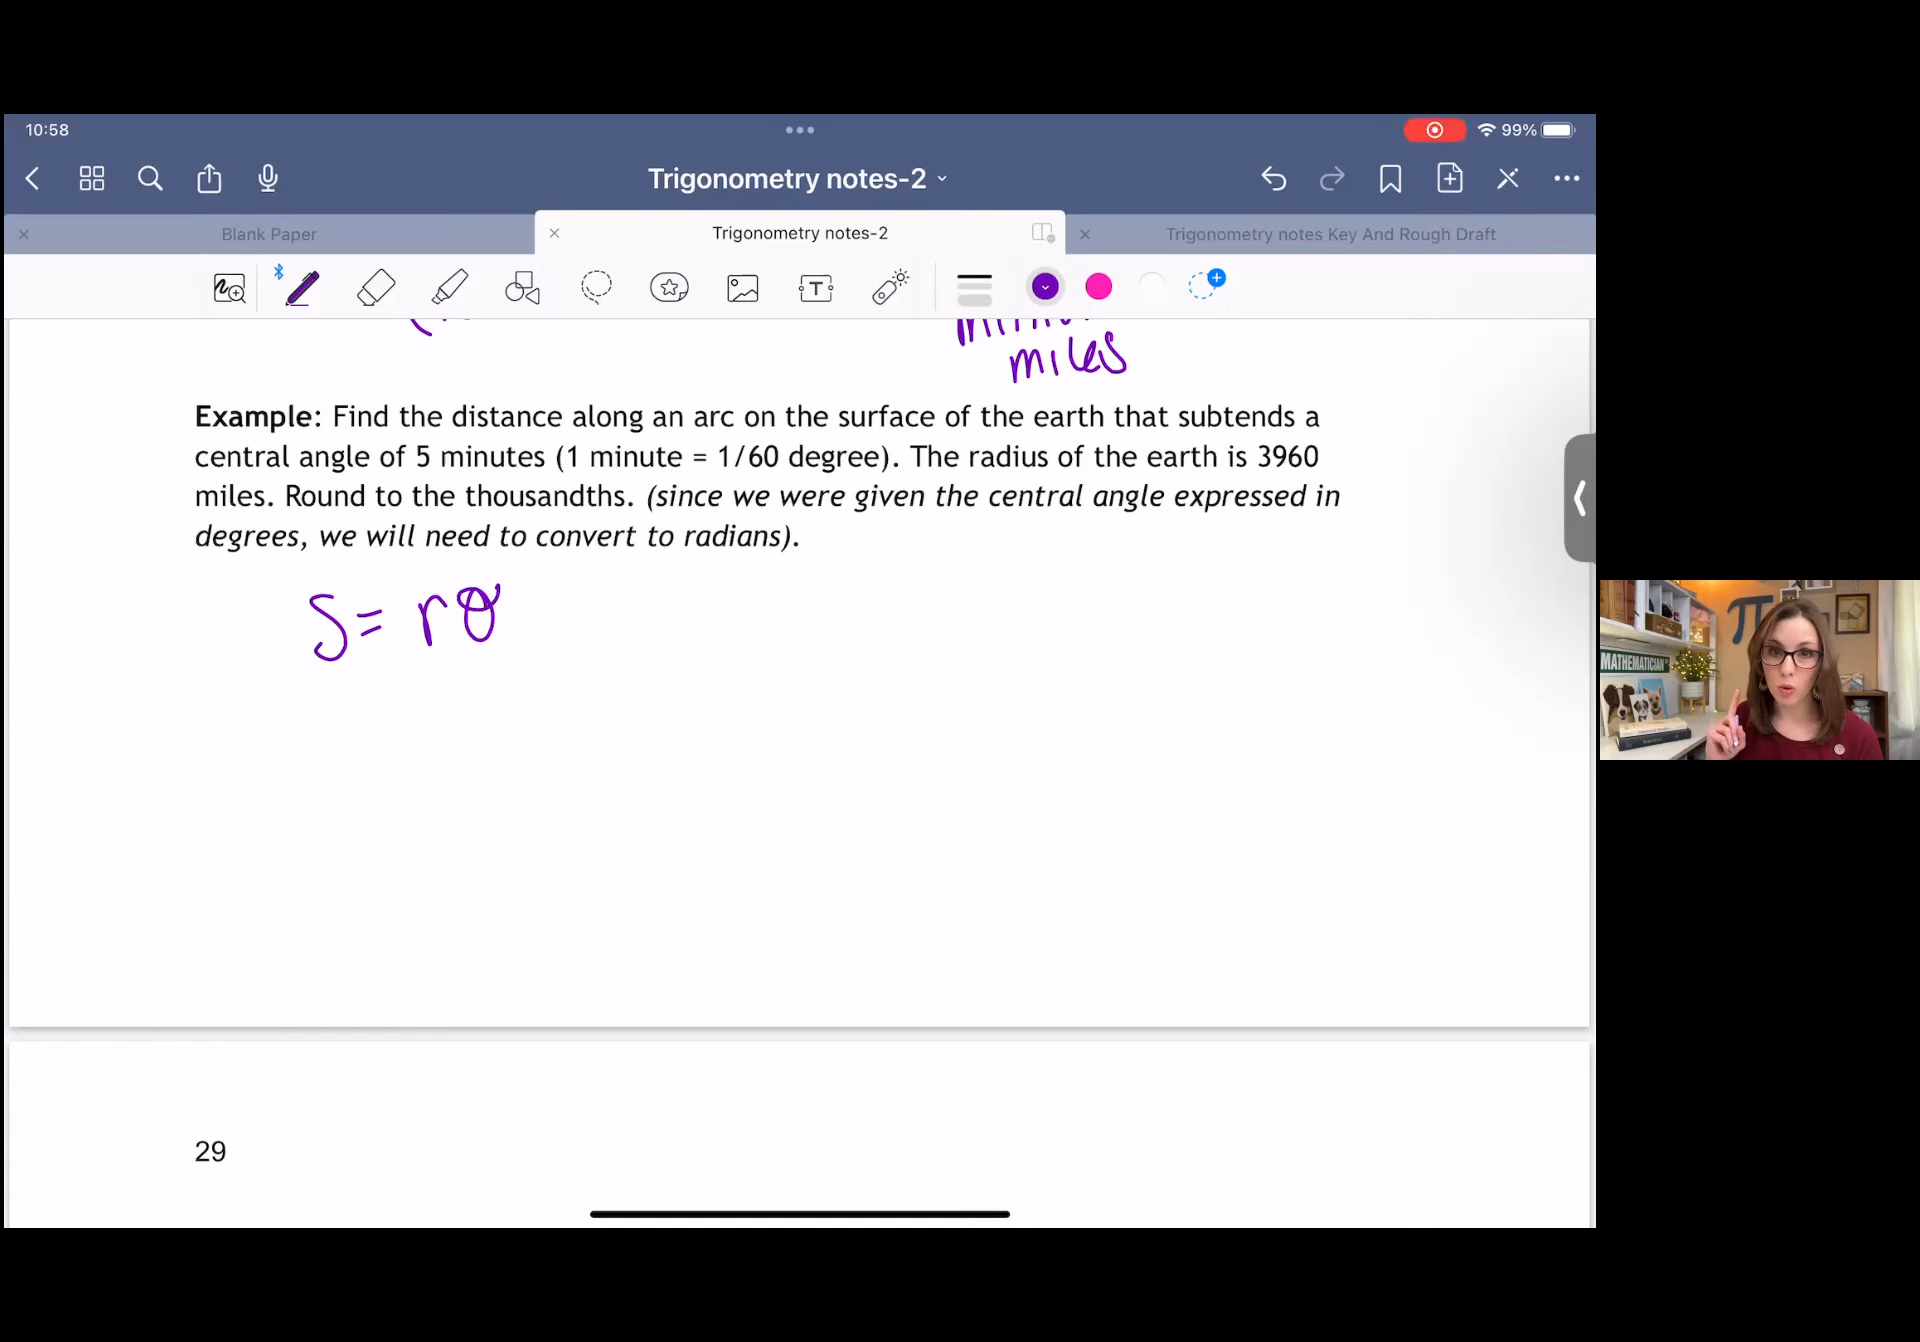 10:58
99%
Trigonometry notes-2
Blank Paper
Trigonometry notes-2
Trigonometry notes Key And Rough Draft
T
miles
Example: Find the distance along an arc on the surface of the earth that subtends a
central angle of 5 minutes (1 minute = 1/60 degree). The radius of the earth is 3960
miles. Round to the thousandths. (since we were given the central angle expressed in
degrees, we will need to convert to radians).
S = rθ
π
MATHEMATICIAN
29